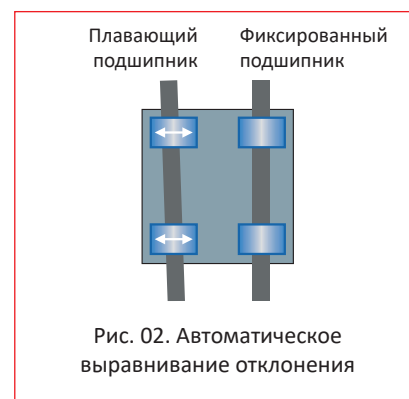 Плавающий
подшипник
Фиксированный
подшипник
Рис. 02. Автоматическое
выравнивание отклонения